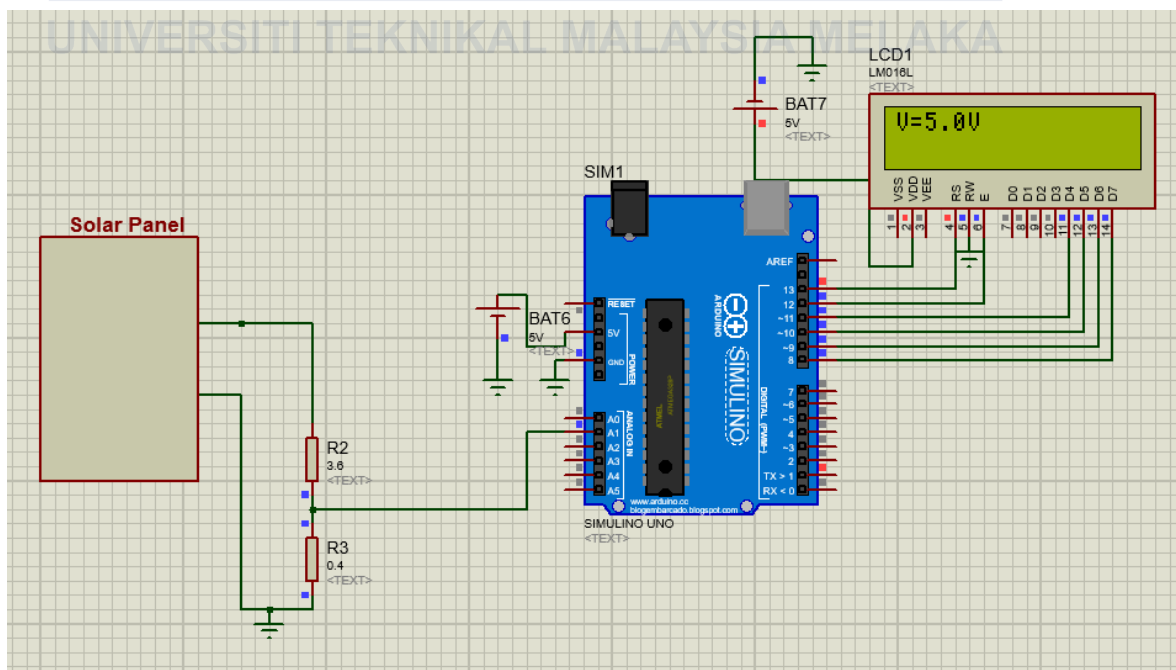 UNIVERSITI TEKNIKAL MALAYSIA MELAKA
LCD1
LM016L
<TEXT>
BAT7
5V
<TEXT>
V=5.0V
VSS
VDD
VEE
RS
RW
E
D0
D1
D2
D3
D4
D5
D6
D7
1
2
3
4
5
6
7
8
9
10
11
12
13
14
SIM1
Solar Panel
AREF
13
12
~11
~10
~9
8
RESET
5V
GND
POWER
ARDUINO
SIMULINO
BAT6
5V
<TEXT>
ATMEL
DIGITAL (PWM~)
7
~6
~5
4
~3
2
TX > 1
RX < 0
A0
A1
A2
A3
A4
A5
ANALOG IN
www.arduino.cc
blogembarcado.blogspot.com
SIMULINO UNO
<TEXT>
R2
3.6
<TEXT>
R3
0.4
<TEXT>